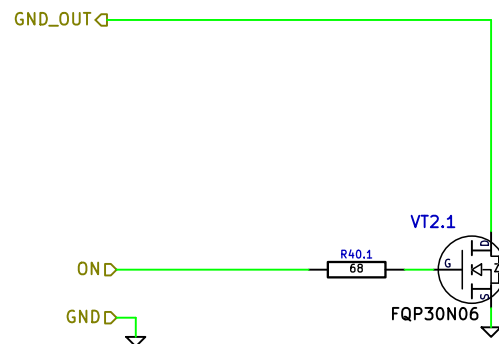 GND_OUT
VT2.1
D
R40.1
68
G
Z
ON
S
FQP30N06
GND